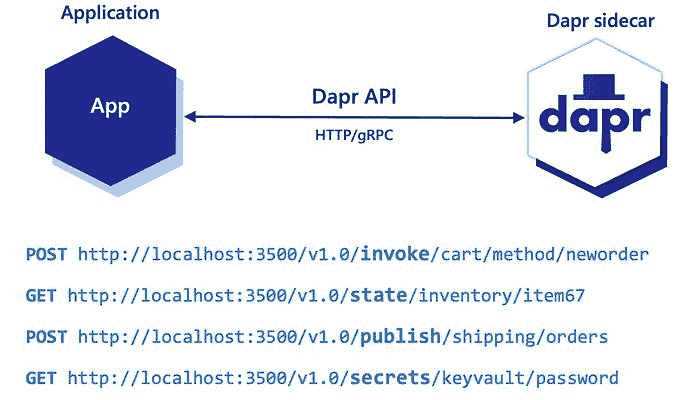 Application
Dapr sidecar
App
Dapr API
HTTP/gRPC
dapr
POST http://localhost:3500/v1.0/invoke/cart/method/neworder
GET http://localhost:3500/v1.0/state/inventory/item67
POST http://localhost:3500/v1.0/publish/shipping/orders
GET http://localhost:3500/v1.0/secrets/keyvault/password